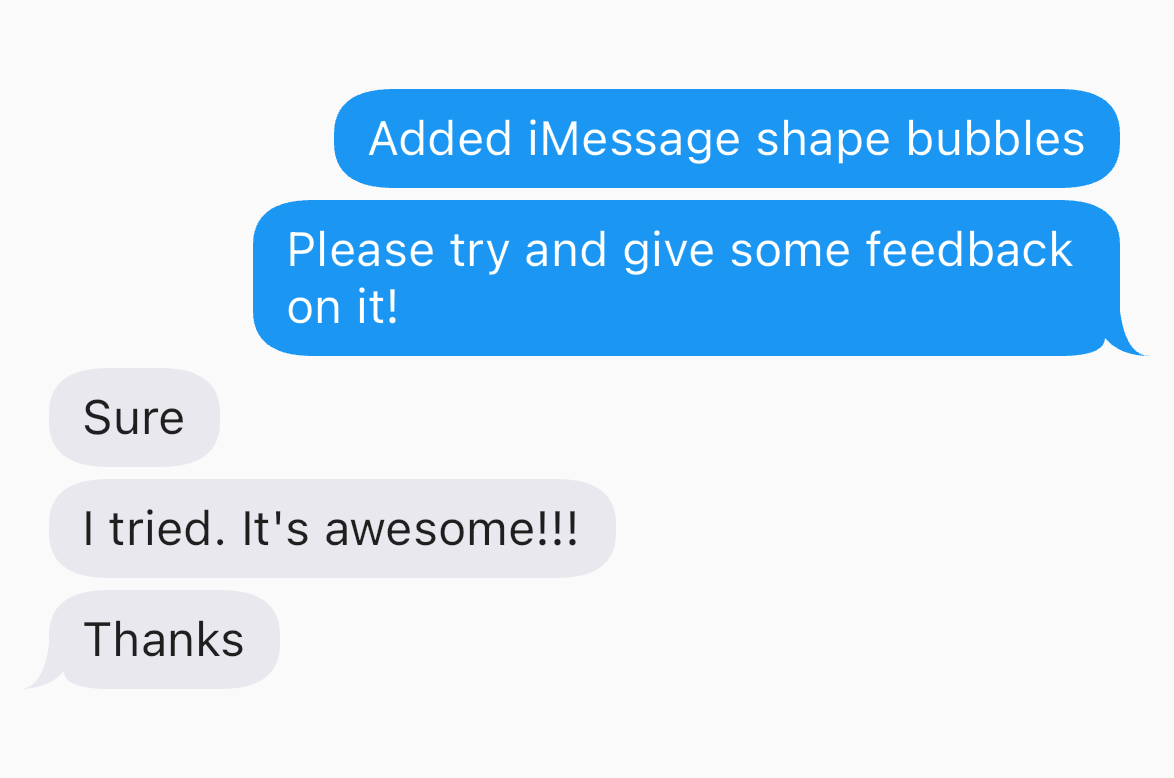 Added iMessage shape bubbles
Please try and give some feedback
on it!
Sure
I tried. It's awesome!!!
Thanks